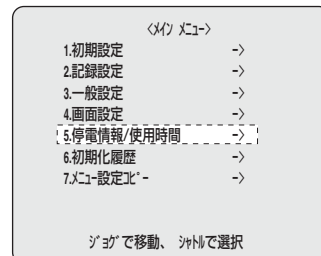 <ﾒｲﾝ ﾒﾆｭｰ>
1.初期設定 ->
2.記録設定 ->
3.一般設定 ->
4.画面設定 ->
5.停電情報/使用時間 ->
6.初期化履歴 ->
7.ﾒﾆｭｰ設定ｺﾋﾟｰ ->
ｼﾞｮｸﾞで移動、 ｼｬﾄﾙで選択